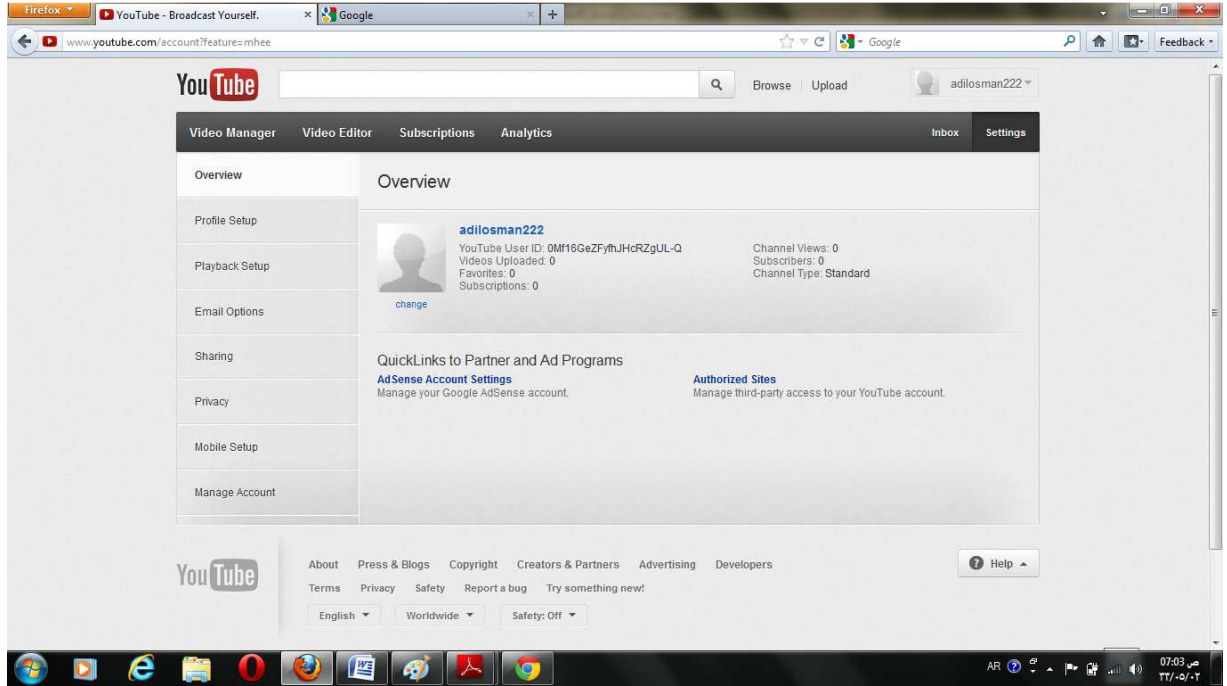 Firefox
YouTube - Broadcast Yourself.
Google
www.youtube.com/account?feature=mhee
Google
Feedback
YouTube
Browse
Upload
adilosman222
Video Manager
Video Editor
Subscriptions
Analytics
Inbox
Settings
Overview
Profile Setup
Playback Setup
Email Options
Sharing
Privacy
Mobile Setup
Manage Account
Overview
adilosman222
YouTube User ID: 0Mf16GeZFyfhJHcRZgUL-Q
Videos Uploaded: 0
Favorites: 0
Subscriptions: 0
Channel Views: 0
Subscribers: 0
Channel Type: Standard
change
QuickLinks to Partner and Ad Programs
AdSense Account Settings
Manage your Google AdSense account.
Authorized Sites
Manage third-party access to your YouTube account.
YouTube
About Press & Blogs Copyright Creators & Partners Advertising Developers
Terms Privacy Safety Report a bug Try something new!
English Worldwide Safety: Off
Help
AR
07:03 ص
٣٣/٠٥/٠٢